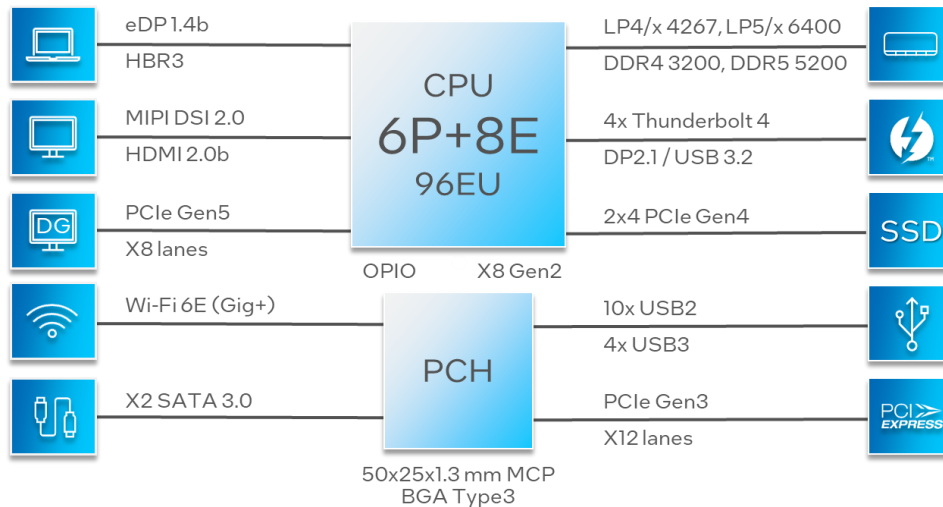 eDP 1.4b
HBR3
MIPI DSI 2.0
HDMI 2.0b
DG
PCIe Gen5
X8 lanes
CPU
6P+8E
96EU
LP4/x 4267, LP5/x 6400
DDR4 3200, DDR5 5200
4x Thunderbolt 4
DP2.1 / USB 3.2
TM
2x4 PCIe Gen4
SSD
OPIO X8 Gen2
Wi-Fi 6E (Gig+)
X2 SATA 3.0
PCH
10x USB2
4x USB3
PCIe Gen3
X12 lanes
PCI
EXPRESS
50x25x1.3 mm MCP
BGA Type3